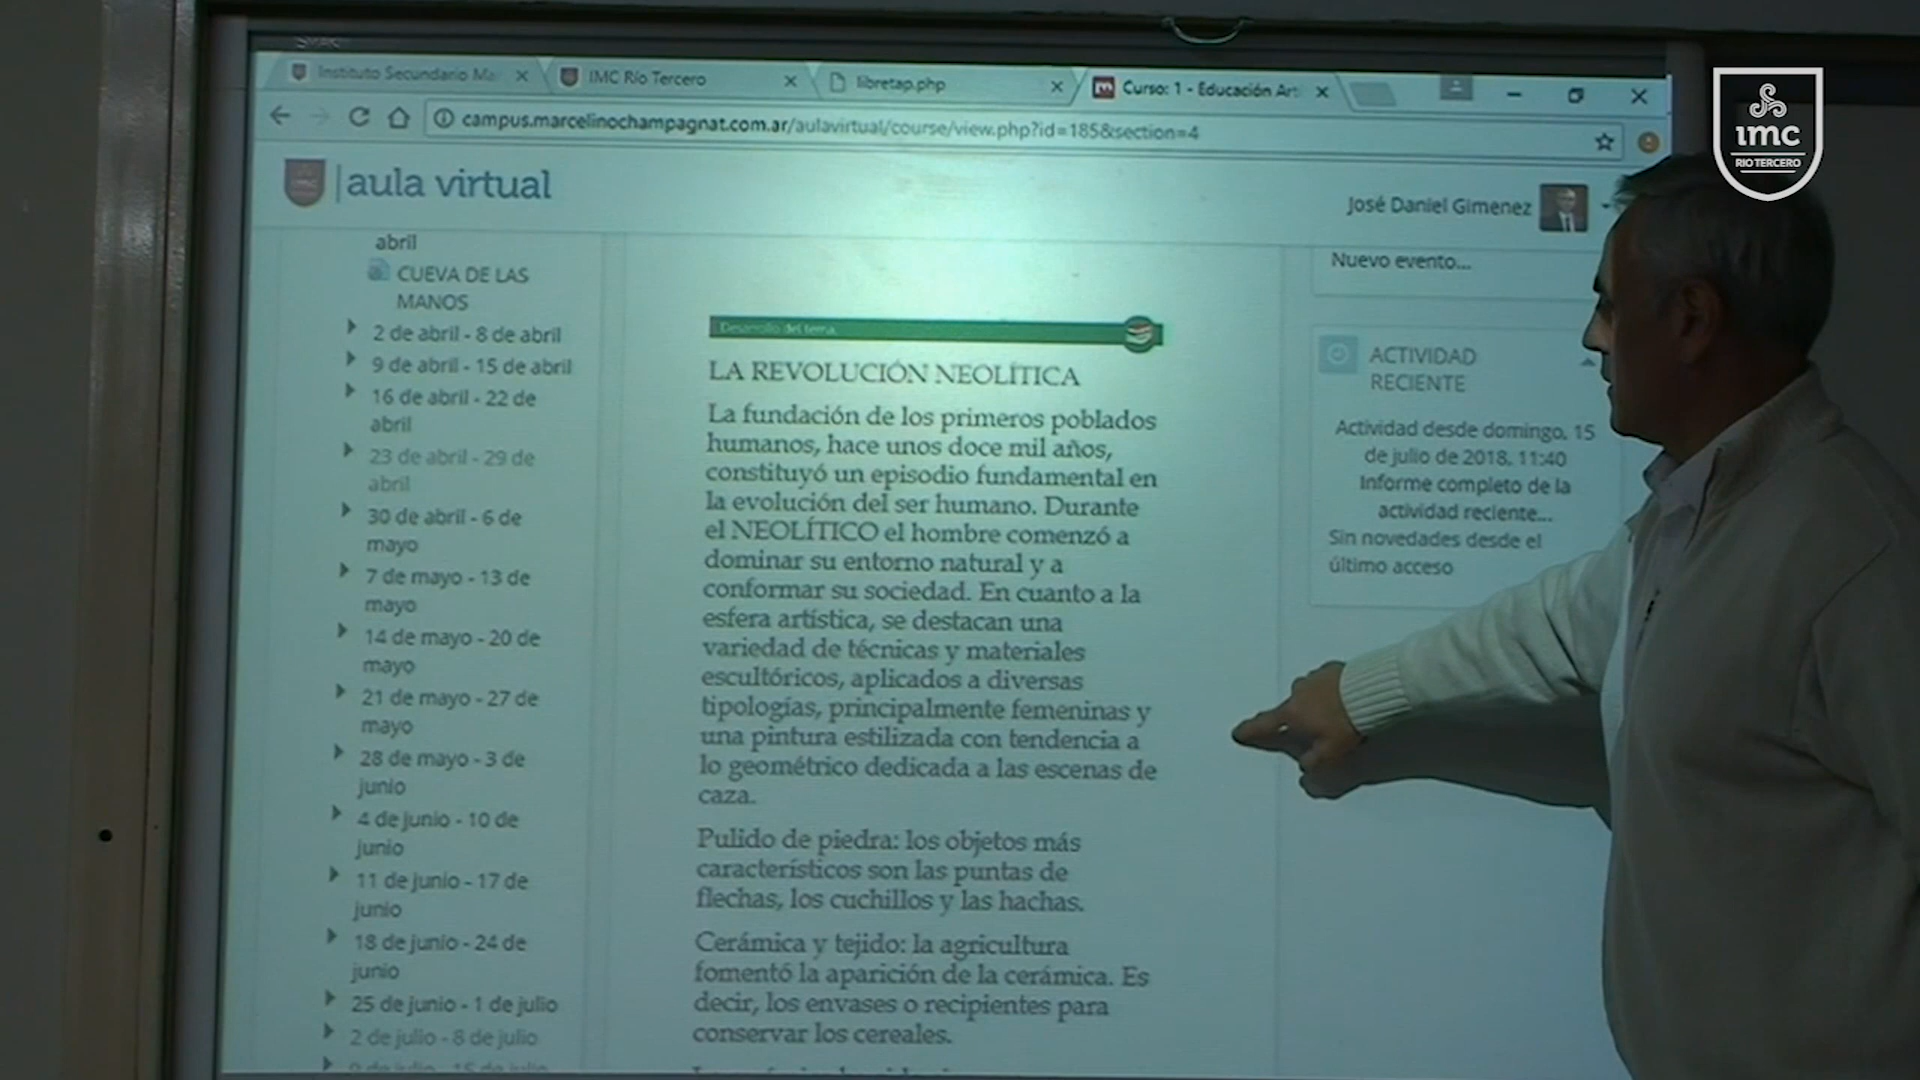 SMART
Instituto Secundario Ma
IMC Río Tercero
libretap.php
Curso: 1 - Educación Art
campus.marcelinochampagnat.com.ar/aulavirtual/course/view.php?id=185&section=4
imc
RIO TERCERO
imc
aula virtual
José Daniel Gimenez
abril
CUEVA DE LAS
MANOS
2 de abril - 8 de abril
9 de abril - 15 de abril
16 de abril - 22 de
abril
23 de abril - 29 de
abril
30 de abril - 6 de
mayo
7 de mayo - 13 de
mayo
14 de mayo - 20 de
mayo
21 de mayo - 27 de
mayo
28 de mayo - 3 de
junio
4 de junio - 10 de
junio
11 de junio - 17 de
junio
18 de junio - 24 de
junio
25 de junio - 1 de julio
2 de julio - 8 de julio
9 de julio - 15 de julio
Desarrollo del tema
LA REVOLUCIÓN NEOLÍTICA
La fundación de los primeros poblados
humanos, hace unos doce mil años,
constituyó un episodio fundamental en
la evolución del ser humano. Durante
el NEOLÍTICO el hombre comenzó a
dominar su entorno natural y a
conformar su sociedad. En cuanto a la
esfera artística, se destacan una
variedad de técnicas y materiales
escultóricos, aplicados a diversas
tipologías, principalmente femeninas y
una pintura estilizada con tendencia a
lo geométrico dedicada a las escenas de
caza.
Pulido de piedra: los objetos más
característicos son las puntas de
flechas, los cuchillos y las hachas.
Cerámica y tejido: la agricultura
fomentó la aparición de la cerámica. Es
decir, los envases o recipientes para
conservar los cereales.
Nuevo evento...
ACTIVIDAD
RECIENTE
Actividad desde domingo, 15
de julio de 2018, 11:40
Informe completo de la
actividad reciente...
Sin novedades desde el
último acceso